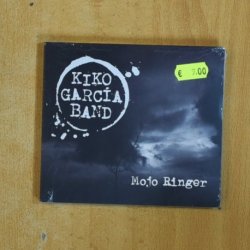 KIKO
GARCÍA
BAND
€ 7.00
Mojo Ringer